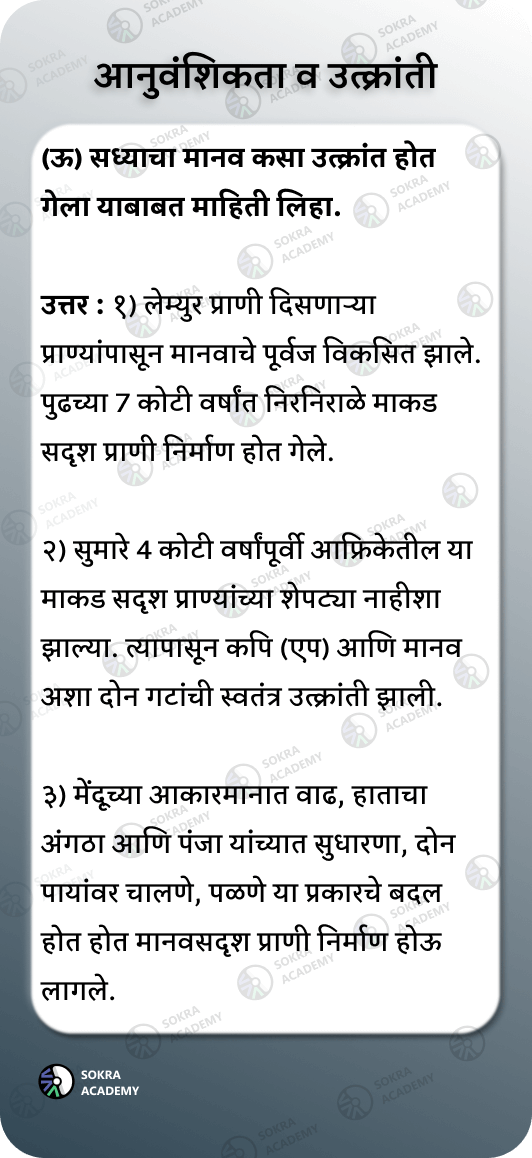 आनुवंशिकता व उत्क्रांती
(ऊ) सध्याचा मानव कसा उत्क्रांत होत
गेला याबाबत माहिती लिहा.
उत्तर : १) लेम्युर प्राणी दिसणाऱ्या
प्राण्यांपासून मानवाचे पूर्वज विकसित झाले.
पुढच्या 7 कोटी वर्षांत निरनिराळे माकड
सदृश प्राणी निर्माण होत गेले.
२) सुमारे 4 कोटी वर्षांपूर्वी आफ्रिकेतील या
माकड सदृश प्राण्यांच्या शेपट्या नाहीशा
झाल्या. त्यापासून कपि (एप) आणि मानव
अशा दोन गटांची स्वतंत्र उत्क्रांती झाली.
३) मेंदूच्या आकारमानात वाढ, हाताचा
अंगठा आणि पंजा यांच्यात सुधारणा, दोन
पायांवर चालणे, पळणे या प्रकारचे बदल
होत होत मानवसदृश प्राणी निर्माण होऊ
लागले.
SOKRA
ACADEMY